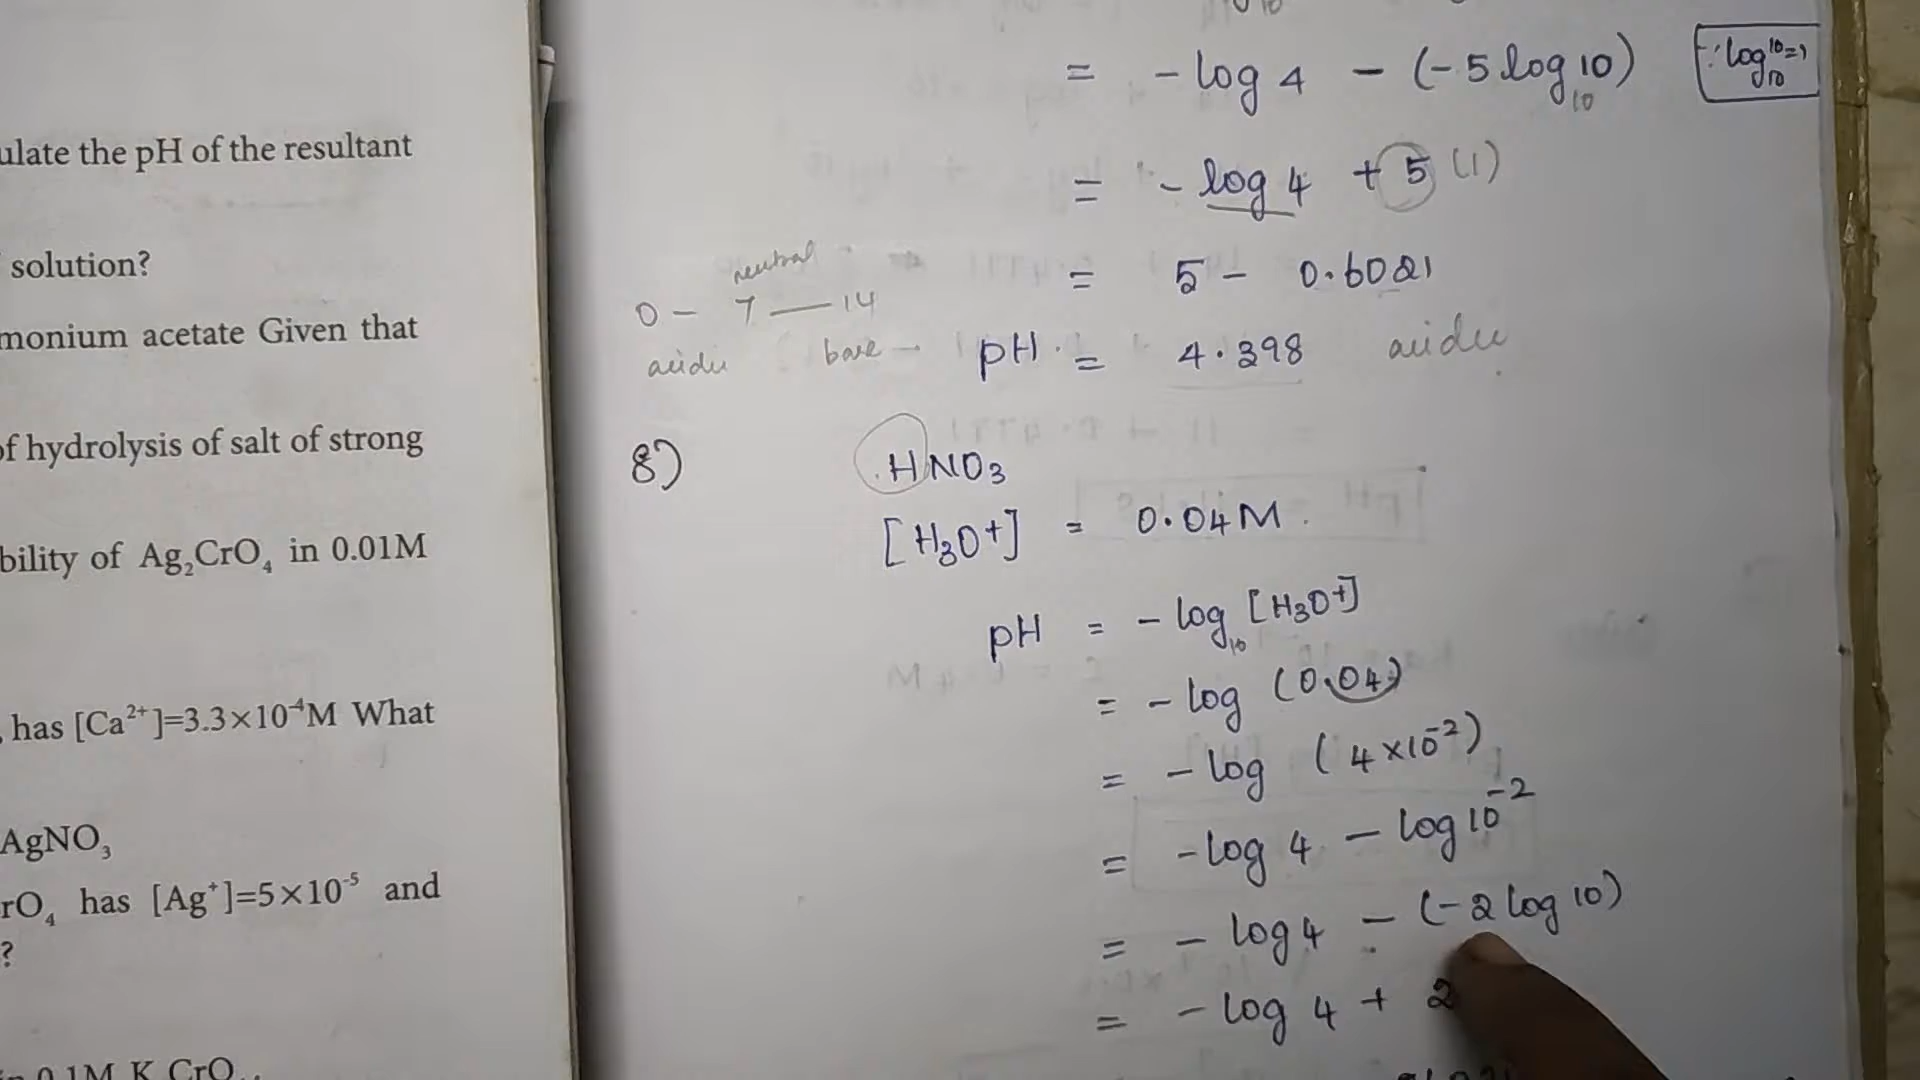 ulate the pH of the resultant
solution?
monium acetate Given that
of hydrolysis of salt of strong
bility of Ag₂CrO₄ in 0.01M
has [Ca²⁺]=3.3×10⁻⁴M What
AgNO₃
rO₄ has [Ag⁺]=5×10⁻⁵ and
?
0.1M K CrO
= - log 4 - (-5 log₁₀ 10) ∵ log₁₀ 10 = 1
= - log 4 + 5 (1)
= 5 - 0.6021
neutral
0 - 7 — 14
acidic base
pH = 4.398 acidic
8) HNO₃
[H₃O⁺] = 0.04 M.
pH = - log₁₀ [H₃O⁺]
= - log (0.04)
= - log (4 × 10⁻²)
= - log 4 - log 10⁻²
= - log 4 - (-2 log 10)
= - log 4 + 2